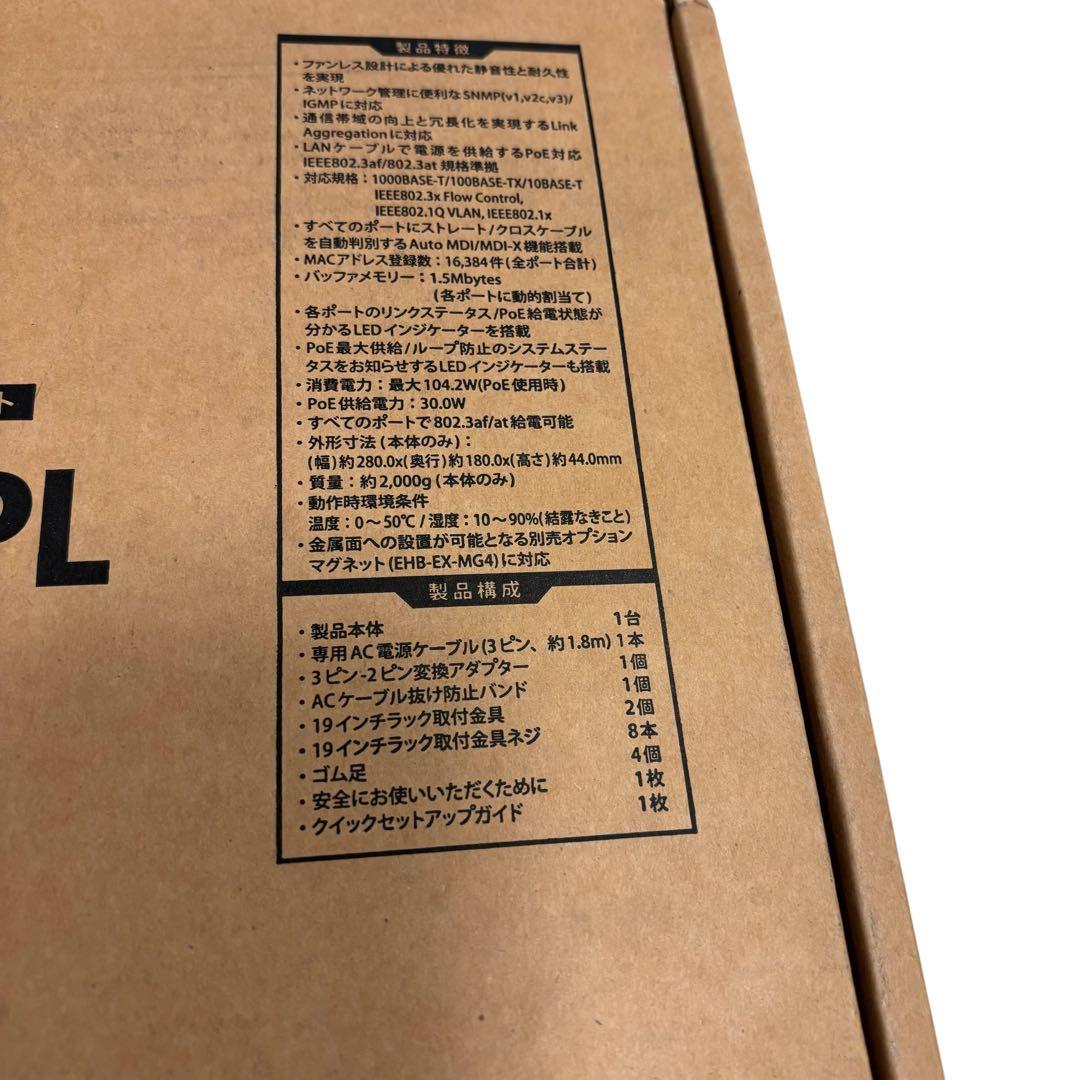 製品特徴
・ファンレス設計による優れた静音性と耐久性
を実現
・ネットワーク管理に便利なSNMP(v1,v2c,v3)/
IGMPに対応
・通信帯域の向上と冗長化を実現するLink
Aggregationに対応
・LANケーブルで電源を供給するPoE対応
IEEE802.3af/802.3at 規格準拠
・対応規格：1000BASE-T/100BASE-TX/10BASE-T
IEEE802.3x Flow Control,
IEEE802.1Q VLAN, IEEE802.1x
・すべてのポートにストレート/クロスケーブル
を自動判別するAuto MDI/MDI-X機能搭載
・MACアドレス登録数：16,384件(全ポート合計)
・バッファメモリー：1.5Mbytes
(各ポートに動的割当て)
・各ポートのリンクステータス/PoE給電状態が
分かるLEDインジケーターを搭載
・PoE最大供給/ループ防止のシステムステー
タスをお知らせするLEDインジケーターも搭載
・消費電力：最大104.2W(PoE使用時)
・PoE供給電力：30.0W
・すべてのポートで802.3af/at給電可能
・外形寸法(本体のみ)：
(幅)約280.0x(奥行)約180.0x(高さ)約44.0mm
・質量：約2,000g(本体のみ)
・動作時環境条件
温度：0～50℃/湿度：10～90%(結露なきこと)
・金属面への設置が可能となる別売オプション
マグネット(EHB-EX-MG4)に対応
製品構成
・製品本体 1台
・専用AC電源ケーブル(3ピン、約1.8m) 1本
・3ピン-2ピン変換アダプター 1個
・ACケーブル抜け防止バンド 1個
・19インチラック取付金具 2個
・19インチラック取付金具ネジ 8本
・ゴム足 4個
・安全にお使いいただくために 1枚
・クイックセットアップガイド 1枚
ト
PL